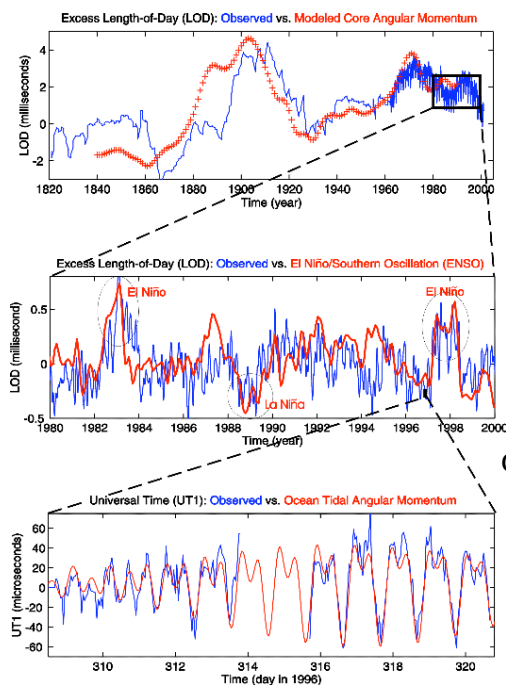 Excess Length-of-Day (LOD): Observed vs. Modeled Core Angular Momentum
LOD (milliseconds)
4
2
0
-2
1820 1840 1860 1880 1900 1920 1940 1960 1980 2000
Time (year)
Excess Length-of-Day (LOD): Observed vs. El Niño/Southern Oscillation (ENSO)
El Niño
El Niño
LOD (millisecond)
0.5
0
-0.5
La Niña
1980 1982 1984 1986 1988 1990 1992 1994 1996 1998 2000
Time (year)
Universal Time (UT1): Observed vs. Ocean Tidal Angular Momentum
UT1 (microseconds)
60
40
20
0
-20
-40
-60
310 312 314 316 318 320
Time (day in 1996)